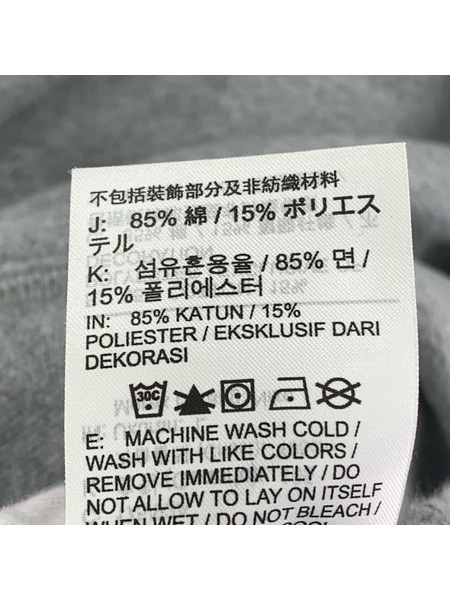 不包括裝飾部分及非紡織材料
J: 85% 綿 / 15% ポリエス
テル
K: 섬유혼용율 / 85% 면 /
15% 폴리에스터
IN: 85% KATUN / 15%
POLIESTER / EKSKLUSIF DARI
DEKORASI
30C
E: MACHINE WASH COLD /
WASH WITH LIKE COLORS /
REMOVE IMMEDIATELY / DO
NOT ALLOW TO LAY ON ITSELF
WHEN WET / DO NOT BLEACH /